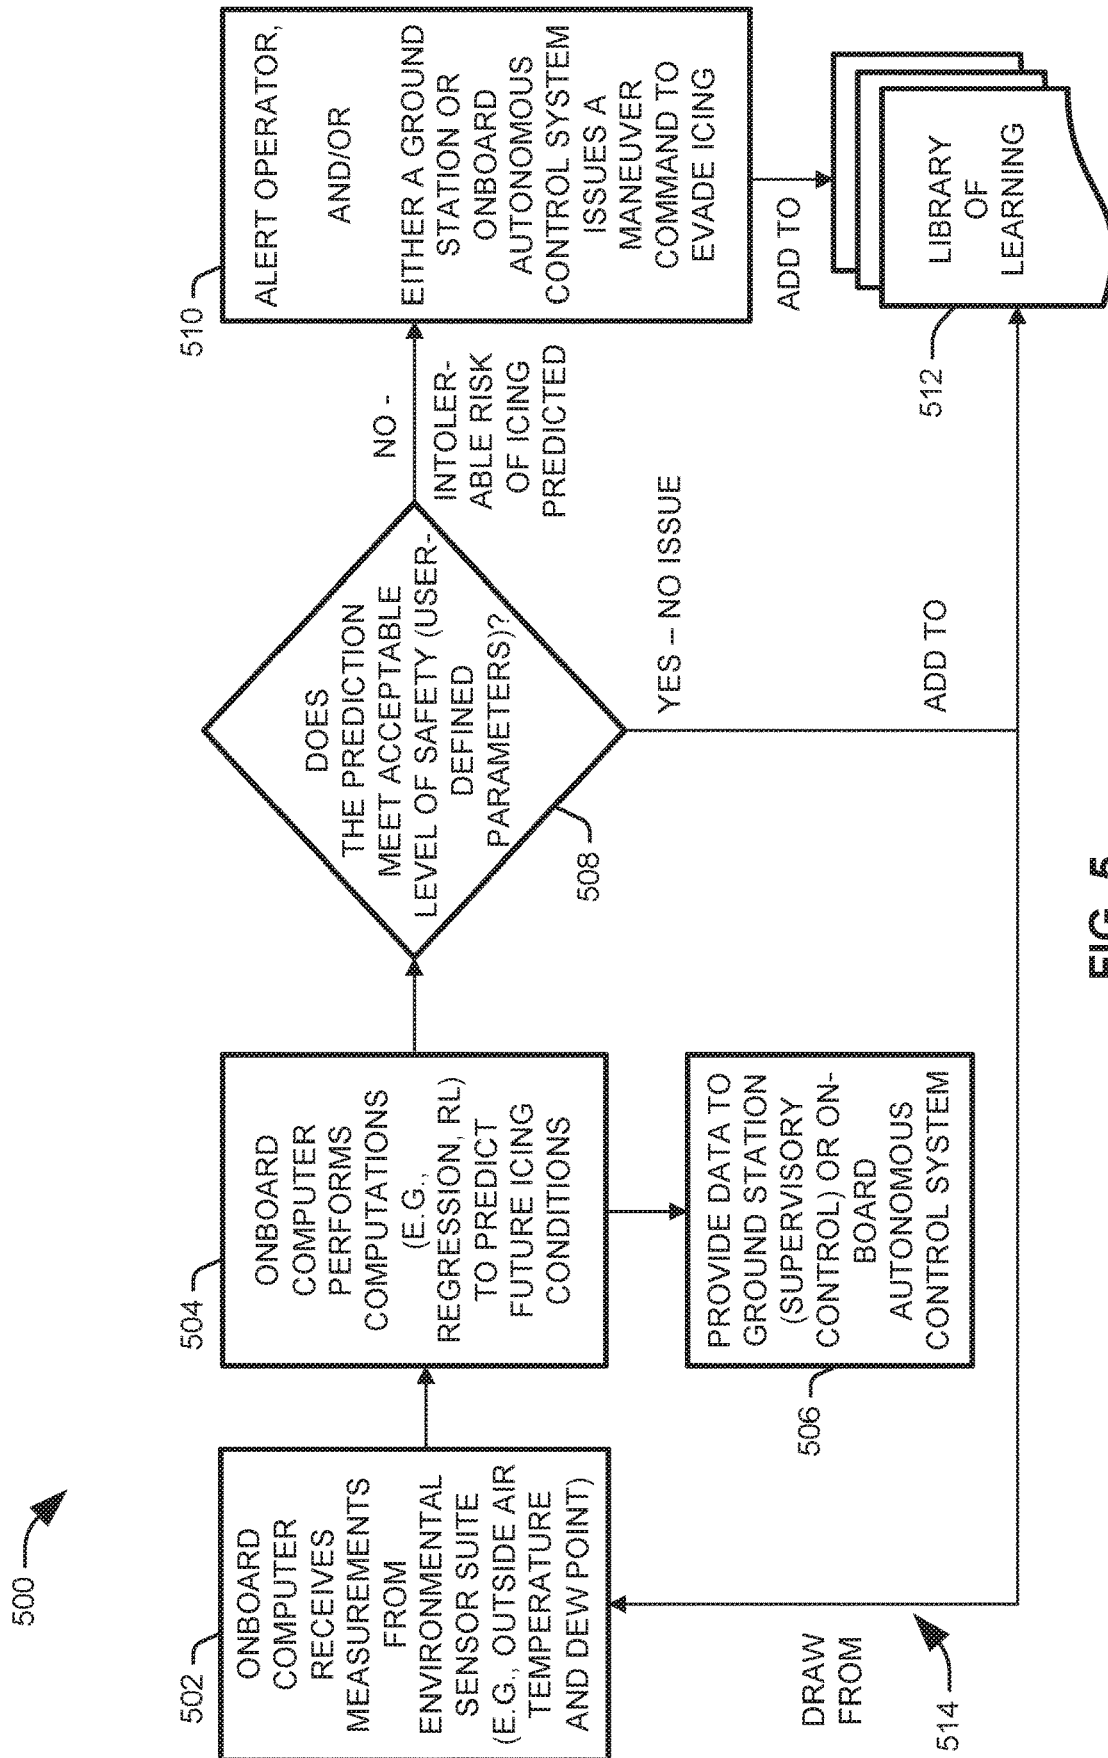 500
502
ONBOARD
COMPUTER
RECEIVES
MEASUREMENTS
FROM
ENVIRONMENTAL
SENSOR SUITE
(E.G., OUTSIDE AIR
TEMPERATURE
AND DEW POINT)
504
ONBOARD
COMPUTER
PERFORMS
COMPUTATIONS
(E.G.,
REGRESSION, RL)
TO PREDICT
FUTURE ICING
CONDITIONS
506
PROVIDE DATA TO
GROUND STATION
(SUPERVISORY
CONTROL) OR ON-
BOARD
AUTONOMOUS
CONTROL SYSTEM
DOES
THE PREDICTION
MEET ACCEPTABLE
LEVEL OF SAFETY (USER-
DEFINED
PARAMETERS)?
508
NO -
INTOLER-
ABLE RISK
OF ICING
PREDICTED
YES -- NO ISSUE
510
ALERT OPERATOR,
AND/OR
EITHER A GROUND
STATION OR
ONBOARD
AUTONOMOUS
CONTROL SYSTEM
ISSUES A
MANEUVER
COMMAND TO
EVADE ICING
ADD TO
ADD TO
512
LIBRARY
OF
LEARNING
DRAW
FROM
514
FIG. 5